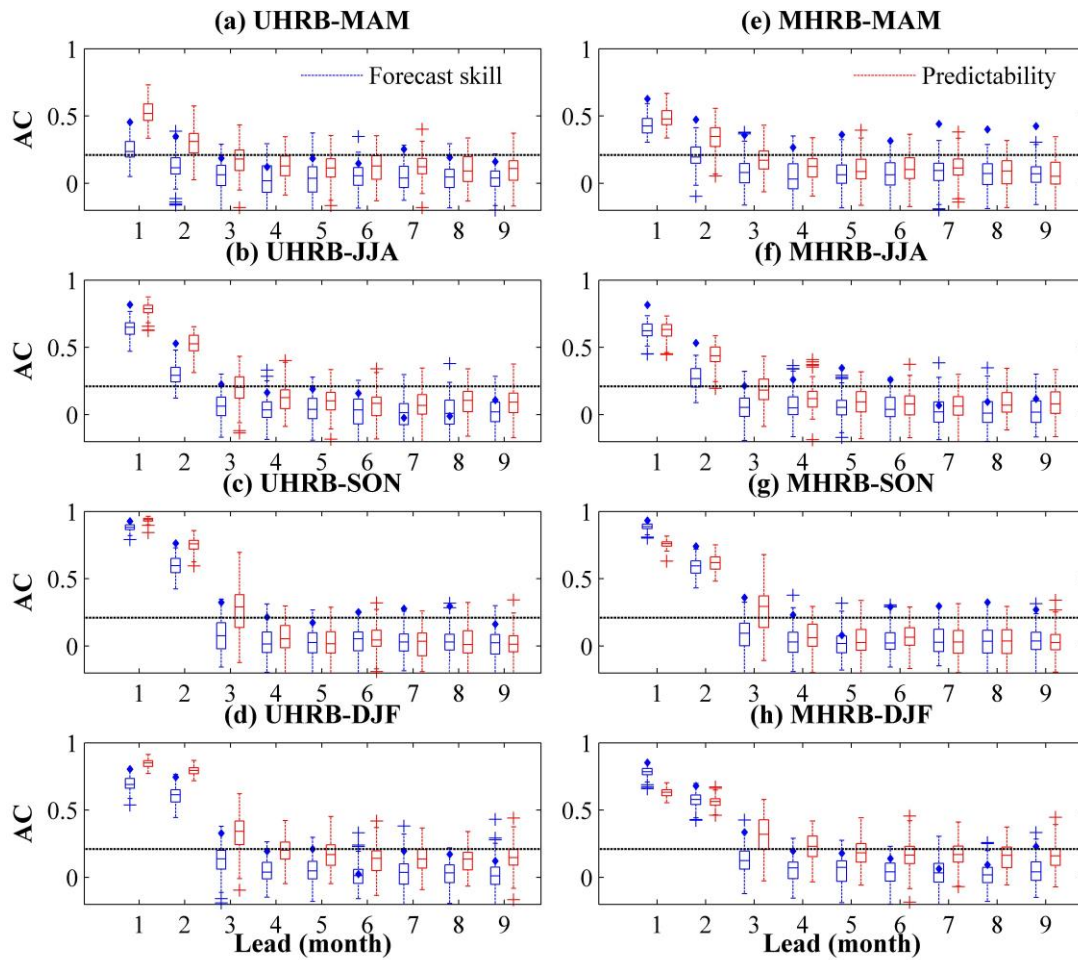 (a) UHRB-MAM
AC
1
0.5
0
Forecast skill
1 2 3 4 5 6 7 8 9
(b) UHRB-JJA
AC
1
0.5
0
1 2 3 4 5 6 7 8 9
(c) UHRB-SON
AC
1
0.5
0
1 2 3 4 5 6 7 8 9
(d) UHRB-DJF
AC
1
0.5
0
1 2 3 4 5 6 7 8 9
Lead (month)
(e) MHRB-MAM
AC
1
0.5
0
Predictability
1 2 3 4 5 6 7 8 9
(f) MHRB-JJA
AC
1
0.5
0
1 2 3 4 5 6 7 8 9
(g) MHRB-SON
AC
1
0.5
0
1 2 3 4 5 6 7 8 9
(h) MHRB-DJF
AC
1
0.5
0
1 2 3 4 5 6 7 8 9
Lead (month)